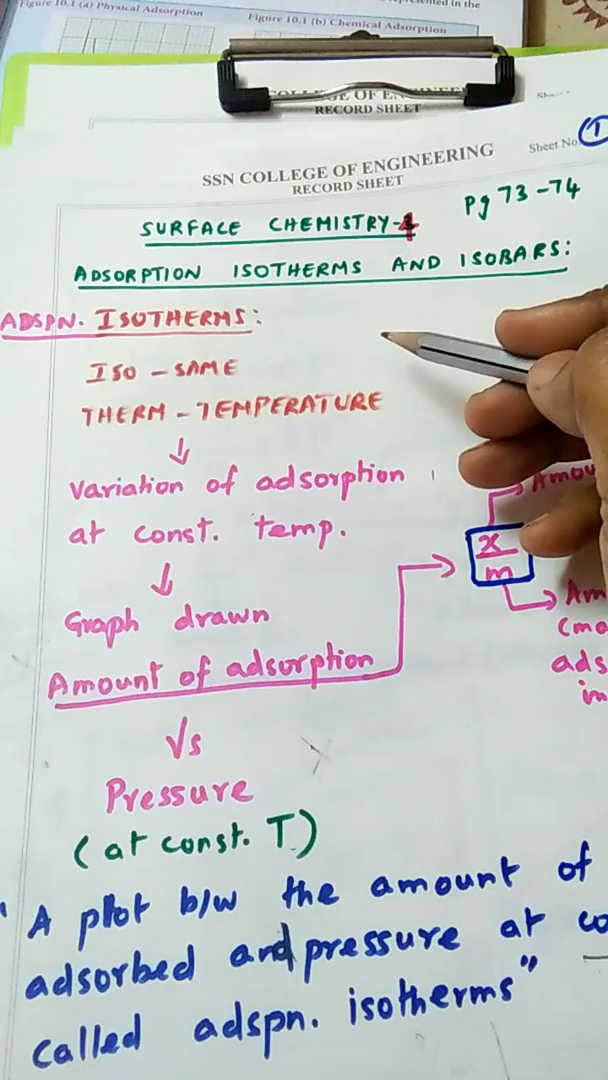 Figure 10.1 (a) Physical Adsorption
Figure 10.1 (b) Chemical Adsorption
in the
RECORD SHEET
SSN COLLEGE OF ENGINEERING
Sheet No. 1
RECORD SHEET
Pg 73-74
SURFACE CHEMISTRY-4
ADSORPTION ISOTHERMS AND ISOBARS:
ADSPN. ISOTHERMS:
ISO - SAME
THERM - TEMPERATURE
Variation of adsorption
at const. temp.
x/m
Graph drawn
Amount of adsorption
Vs
Pressure
(at const. T)
"A plot b/w the amount of
adsorbed and pressure at
called adspn. isotherms"